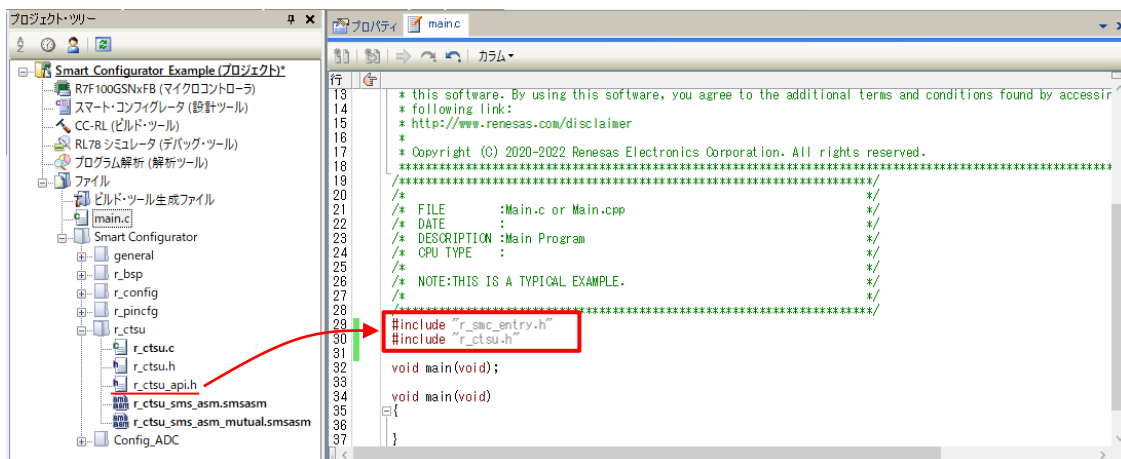 プロジェクト・ツリー
Smart Configurator Example (プロジェクト)*
R7F100GSNxFB (マイクロコントローラ)
スマート・コンフィグレータ (設計ツール)
CC-RL (ビルド・ツール)
RL78 シミュレータ (デバッグ・ツール)
プログラム解析 (解析ツール)
ファイル
ビルド・ツール生成ファイル
main.c
Smart Configurator
general
r_bsp
r_config
r_pincfg
r_ctsu
r_ctsu.c
r_ctsu.h
r_ctsu_api.h
r_ctsu_sms_asm.smsasm
r_ctsu_sms_asm_mutual.smsasm
Config_ADC
プロパティ main.c
カラム
行
13 * this software. By using this software, you agree to the additional terms and conditions found by accessin
14 * following link:
15 * http://www.renesas.com/disclaimer
16 *
17 * Copyright (C) 2020-2022 Renesas Electronics Corporation. All rights reserved.
18 ***********************************************************************************************************
19 /***********************************************************************/
20 /* */
21 /* FILE :Main.c or Main.cpp */
22 /* DATE : */
23 /* DESCRIPTION :Main Program */
24 /* CPU TYPE : */
25 /* */
26 /* NOTE:THIS IS A TYPICAL EXAMPLE. */
27 /* */
28 /***********************************************************************/
29 #include "r_smc_entry.h"
30 #include "r_ctsu.h"
31
32 void main(void);
33
34 void main(void)
35 {
36
37 }